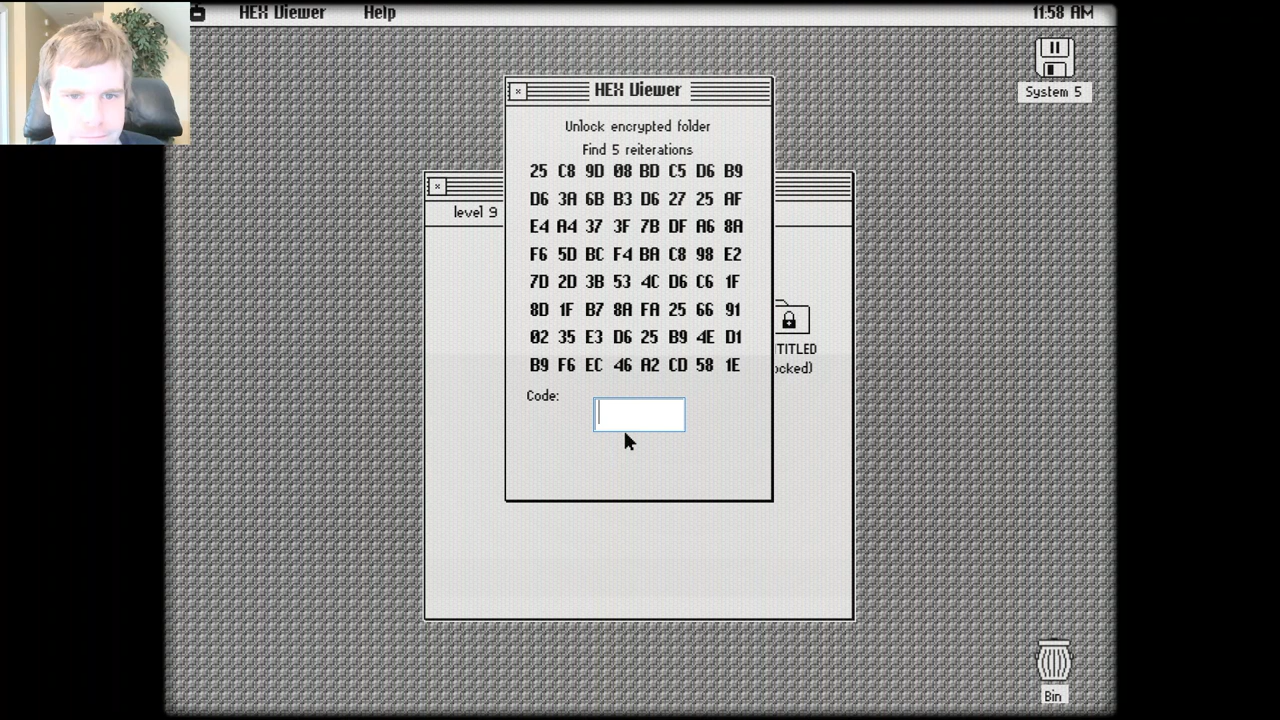 HEX Viewer Help 11:58 AM
System 5
HEX Viewer
Unlock encrypted folder
Find 5 reiterations
25 C8 9D 08 BD C5 D6 B9
D6 3A 6B B3 D6 27 25 AF
E4 A4 37 3F 7B DF A6 8A
F6 5D BC F4 BA C8 98 E2
7D 2D 3B 53 4C D6 C6 1F
8D 1F B7 8A FA 25 66 91
02 35 E3 D6 25 B9 4E D1
B9 F6 EC 46 A2 CD 58 1E
Code:
level 9
TITLED
ocked)
Bin